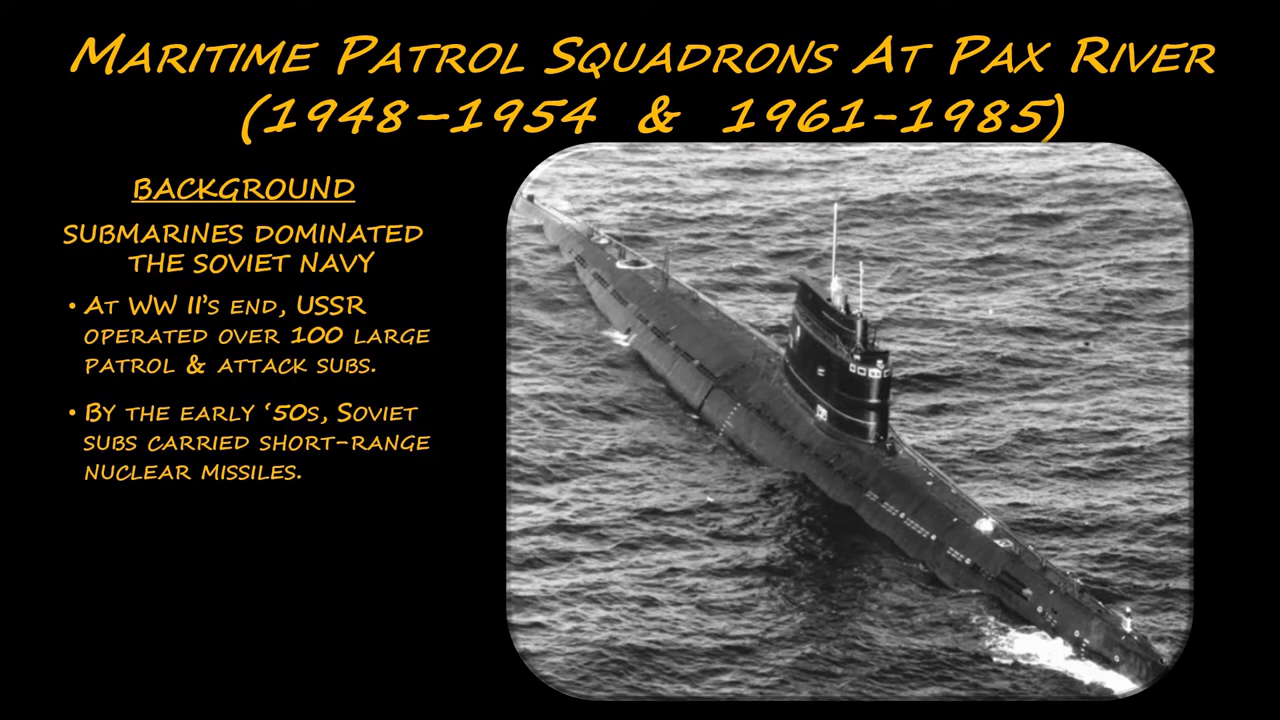 Maritime Patrol Squadrons At Pax River
(1948–1954 & 1961-1985)
BACKGROUND
SUBMARINES DOMINATED
THE SOVIET NAVY
• At WW II's end, USSR
operated over 100 large
patrol & attack subs.
• By the early '50s, Soviet
subs carried short-range
nuclear missiles.